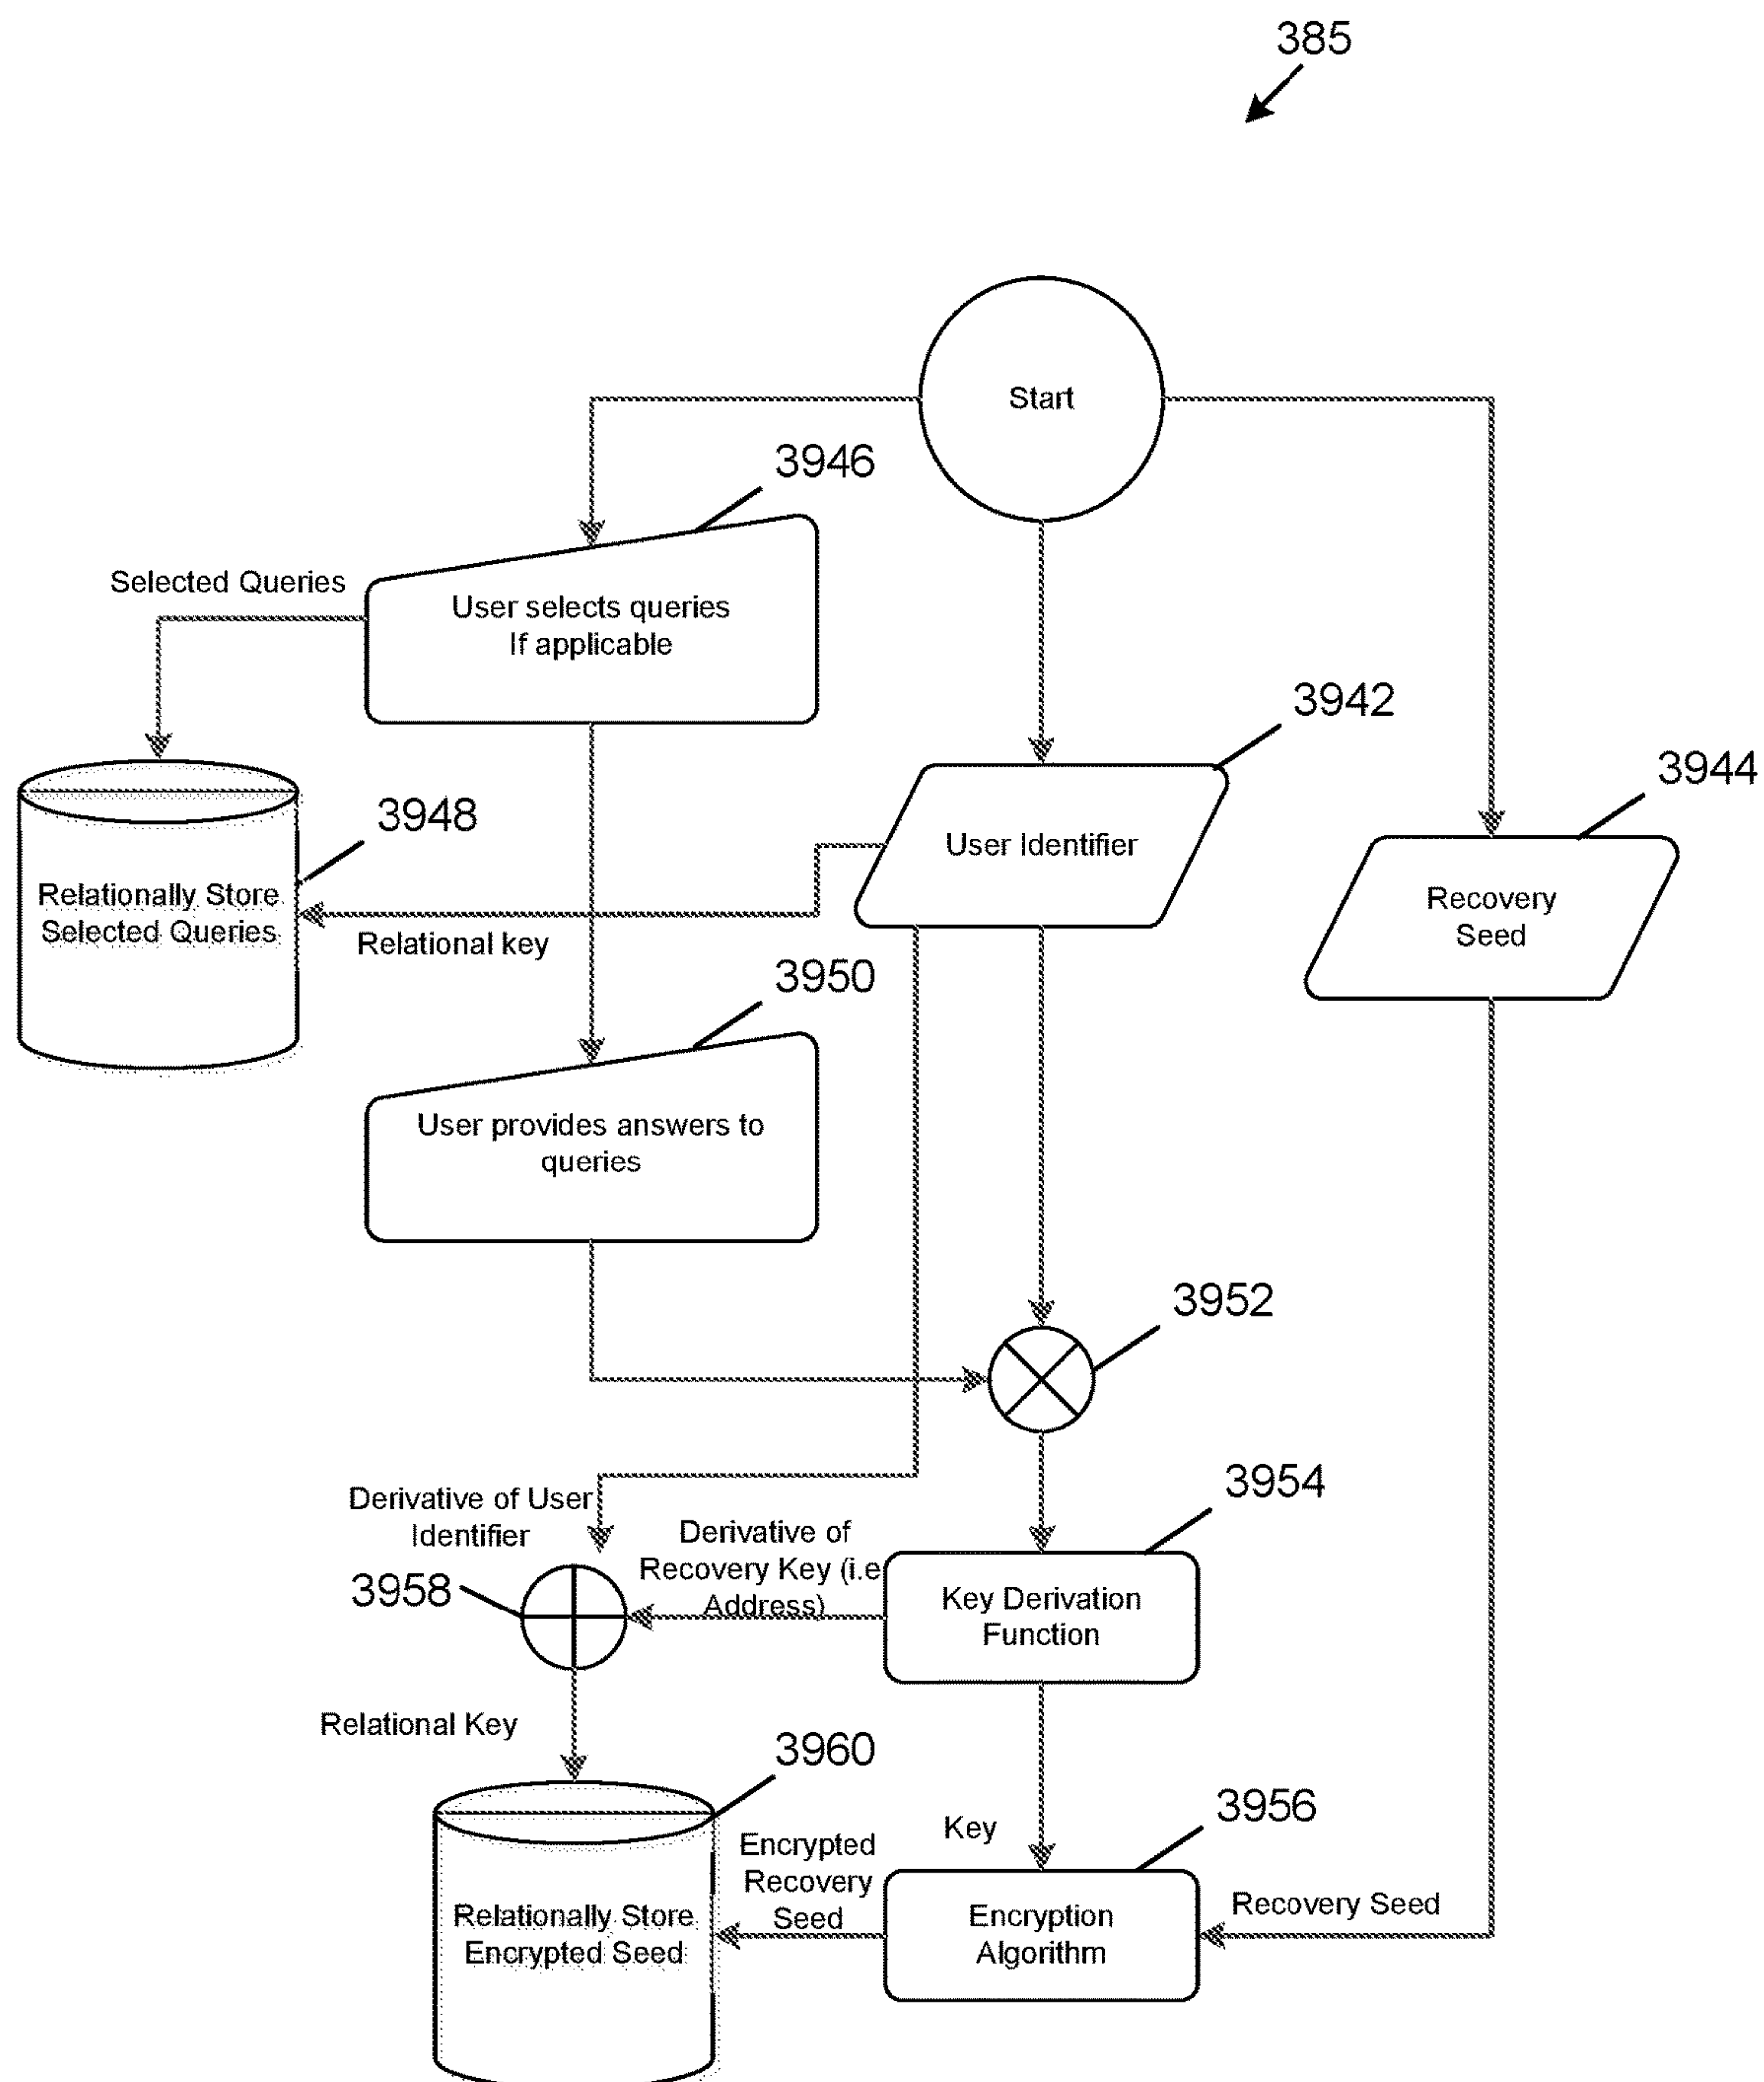 385
Start
3946
Selected Queries
User selects queries
If applicable
3942
3944
3948
User Identifier
Recovery
Seed
Relationally Store
Selected Queries
Relational key
3950
User provides answers to
queries
3952
3954
Derivative of User
Identifier
Derivative of
Recovery Key (i.e
Address)
3958
Key Derivation
Function
Relational Key
3960
3956
Key
Encrypted
Recovery
Seed
Recovery Seed
Relationally Store
Encrypted Seed
Encryption
Algorithm